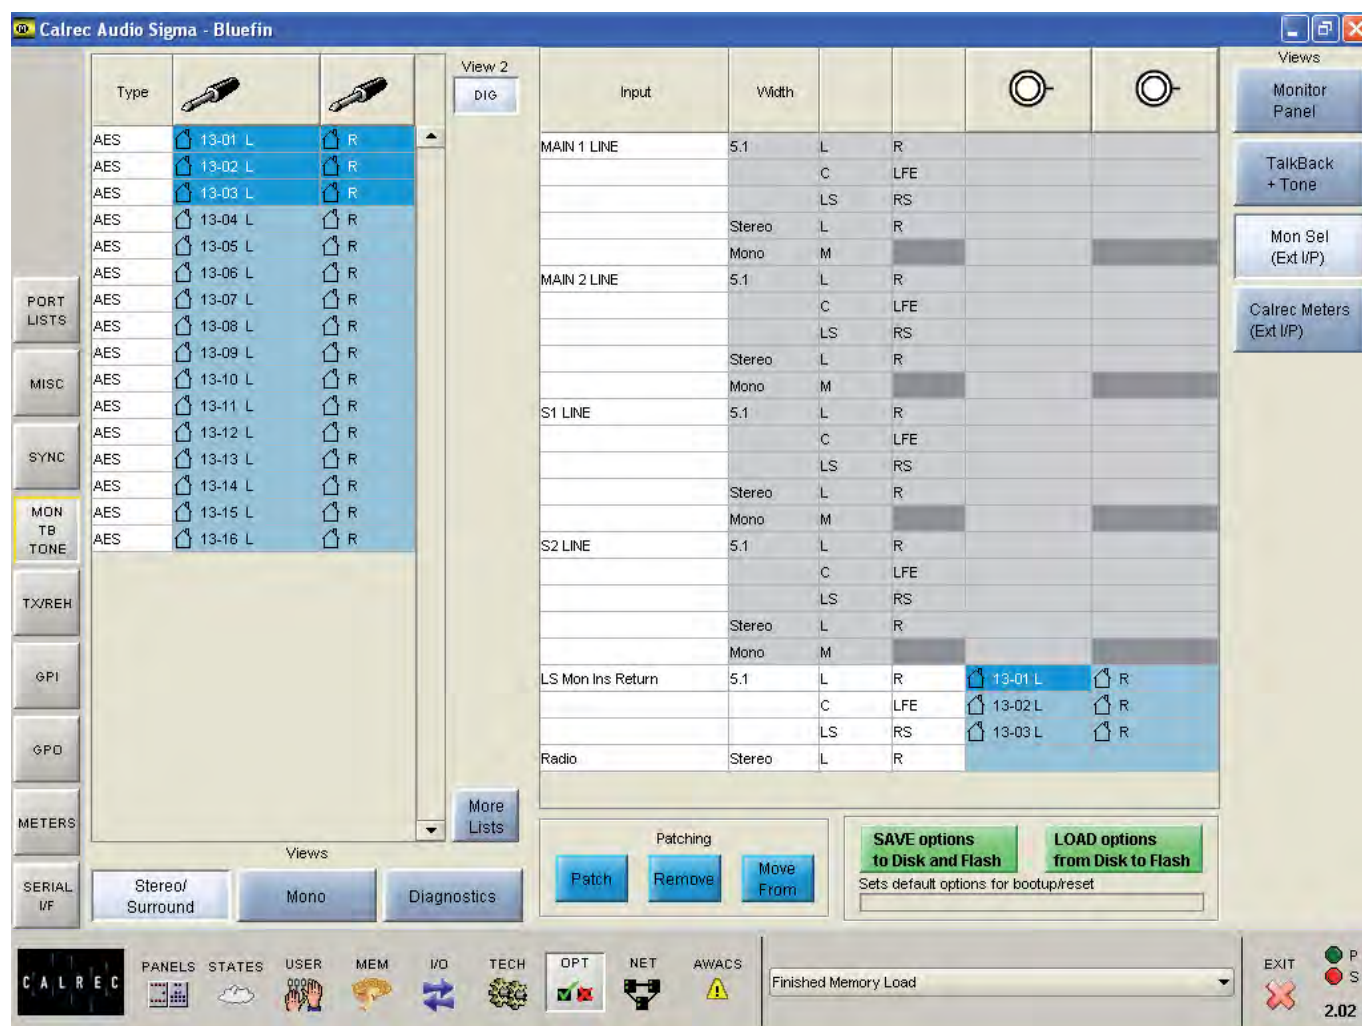 Calrec Audio Sigma - Bluefin
Type
AES 13-01 L R
AES 13-02 L R
AES 13-03 L R
AES 13-04 L R
AES 13-05 L R
AES 13-06 L R
AES 13-07 L R
AES 13-08 L R
AES 13-09 L R
AES 13-10 L R
AES 13-11 L R
AES 13-12 L R
AES 13-13 L R
AES 13-14 L R
AES 13-15 L R
AES 13-16 L R
View 2
DIG
More
Lists
Views
Stereo/
Surround
Mono
Diagnostics
PORT
LISTS
MISC
SYNC
MON
TB
TONE
TX/REH
GPI
GPO
METERS
SERIAL
I/F
Input Width
MAIN 1 LINE 5.1 L R
C LFE
LS RS
Stereo L R
Mono M
MAIN 2 LINE 5.1 L R
C LFE
LS RS
Stereo L R
Mono M
S1 LINE 5.1 L R
C LFE
LS RS
Stereo L R
Mono M
S2 LINE 5.1 L R
C LFE
LS RS
Stereo L R
Mono M
LS Mon Ins Return 5.1 L R 13-01 L R
C LFE 13-02 L R
LS RS 13-03 L R
Radio Stereo L R
Patching
Patch
Remove
Move
From
SAVE options
to Disk and Flash
LOAD options
from Disk to Flash
Sets default options for bootup/reset
Views
Monitor
Panel
TalkBack
+ Tone
Mon Sel
(Ext I/P)
Calrec Meters
(Ext I/P)
CALREC
PANELS
STATES
USER
MEM
I/O
TECH
OPT
NET
AWACS
Finished Memory Load
EXIT
P
S
2.02